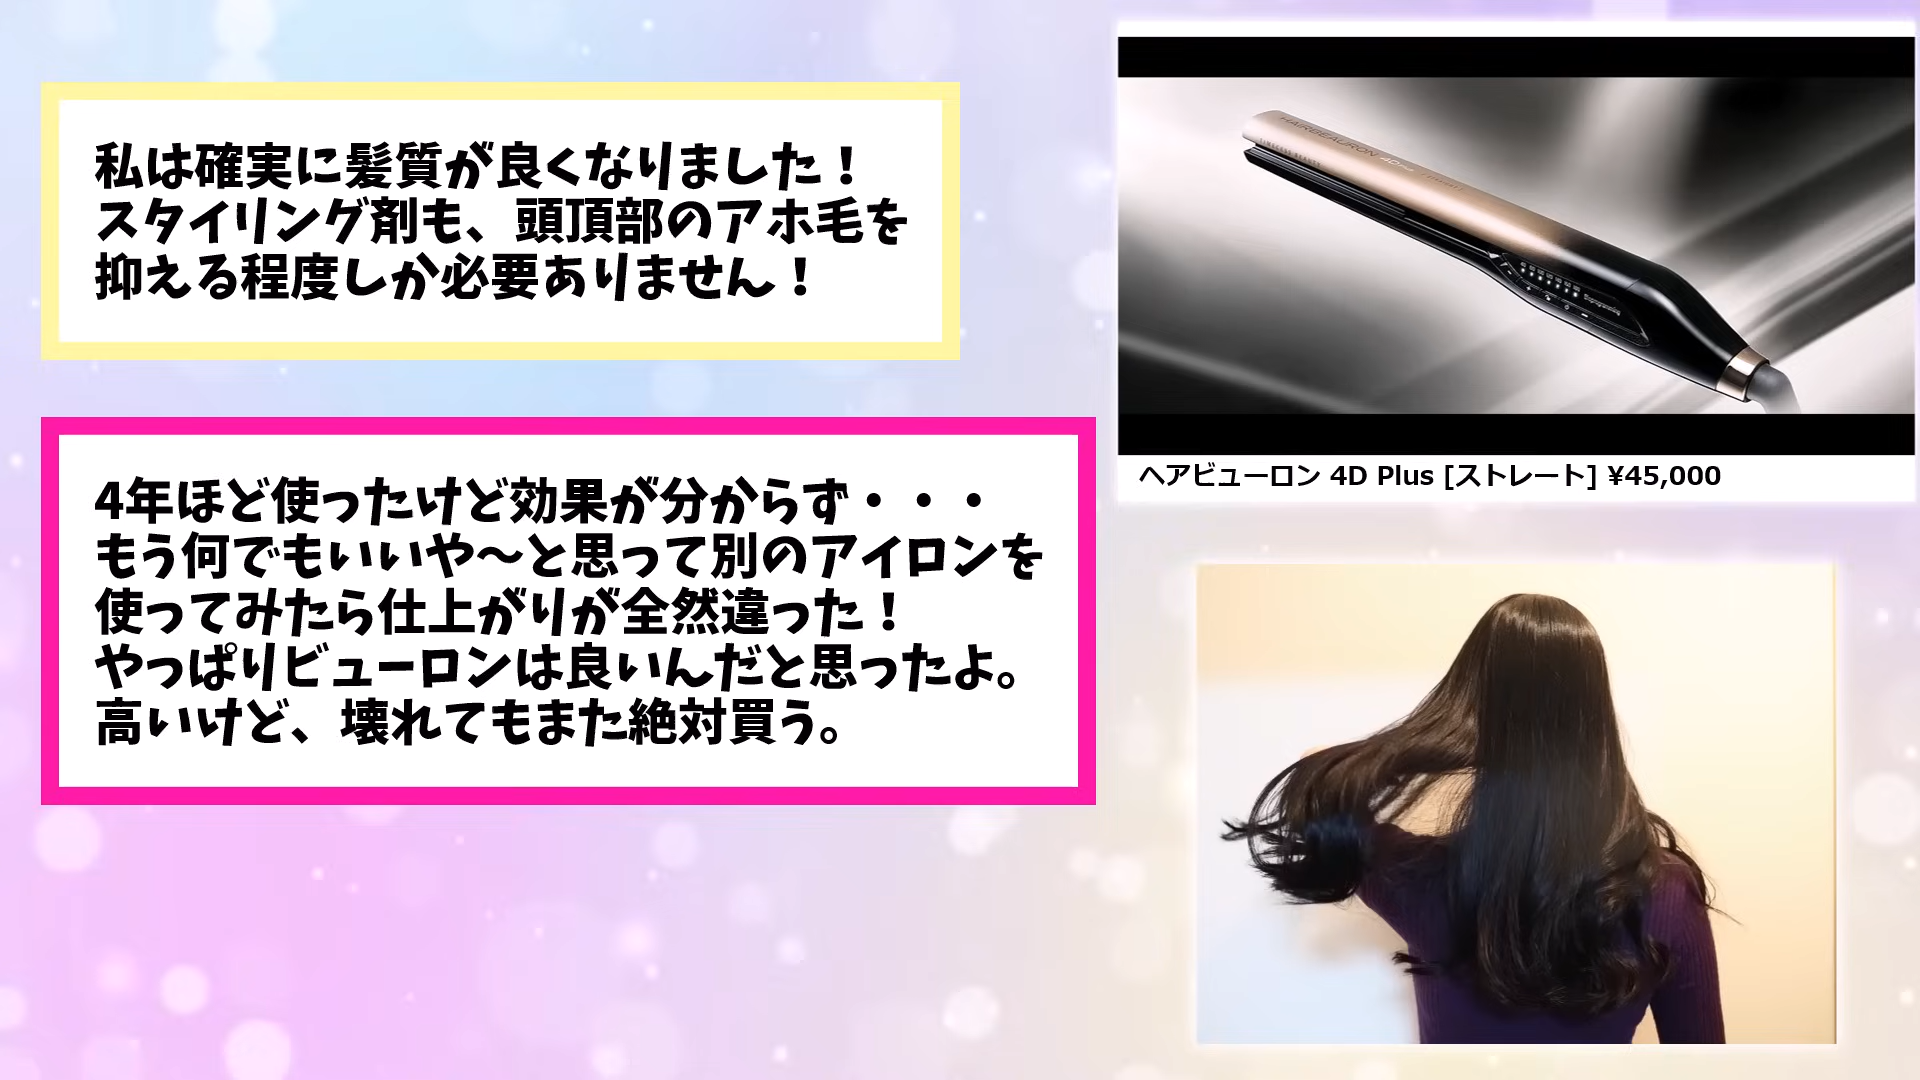 私は確実に髪質が良くなりました！
スタイリング剤も、頭頂部のアホ毛を
抑える程度しか必要ありません！
4年ほど使ったけど効果が分からず・・・
もう何でもいいや～と思って別のアイロンを
使ってみたら仕上がりが全然違った！
やっぱりビューロンは良いんだと思ったよ。
高いけど、壊れてもまた絶対買う。
HAIRBEAURON 4D Plus
ヘアビューロン 4D Plus [ストレート] ¥45,000